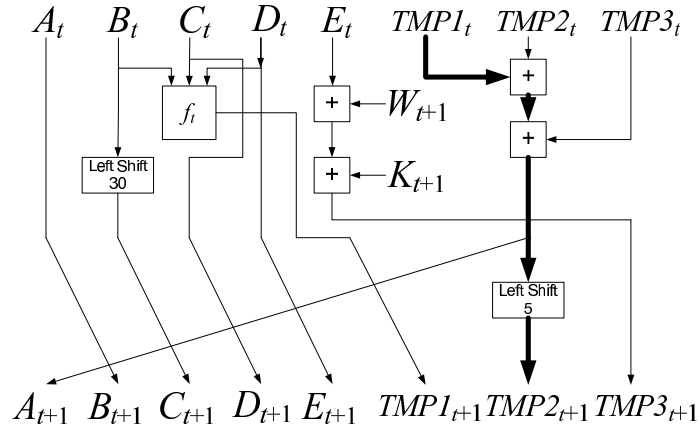 A_t B_t C_t D_t E_t TMP1_t TMP2_t TMP3_t
+
f_t + W_{t+1}
+
Left Shift
30
+ K_{t+1}
Left Shift
5
A_{t+1} B_{t+1} C_{t+1} D_{t+1} E_{t+1} TMP1_{t+1} TMP2_{t+1} TMP3_{t+1}